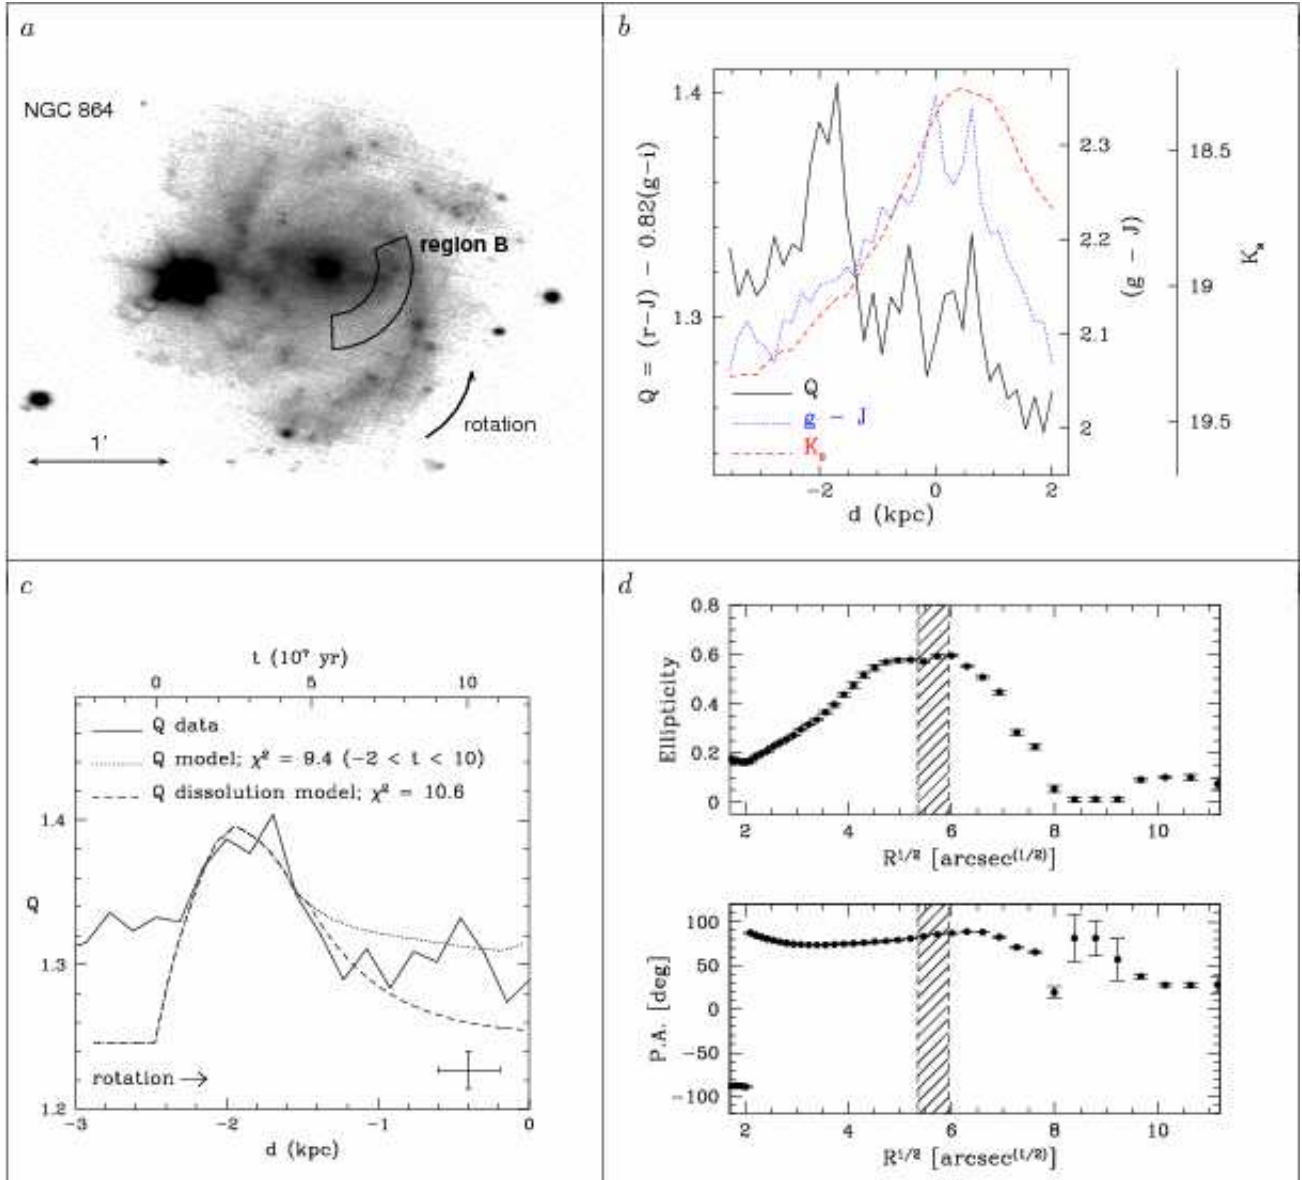 a
NGC 864
region B
rotation
1'
b
Q = (r-J) - 0.82(g-i)
1.4
1.3
2.3
2.2
2.1
2
(g - J)
18.5
19
19.5
Ks
Q
g - J
Ks
-2
0
2
d (kpc)
c
t (10⁷ yr)
0
5
10
Q data
Q model; χ² = 9.4 (-2 < t < 10)
Q dissolution model; χ² = 10.6
1.4
1.3
1.2
Q
rotation →
-3
-2
-1
0
d (kpc)
d
Ellipticity
0.8
0.6
0.4
0.2
0
2
4
6
8
10
R¹/² [arcsec⁽¹/²⁾]
P.A. [deg]
100
50
0
-50
-100
2
4
6
8
10
R¹/² [arcsec⁽¹/²⁾]